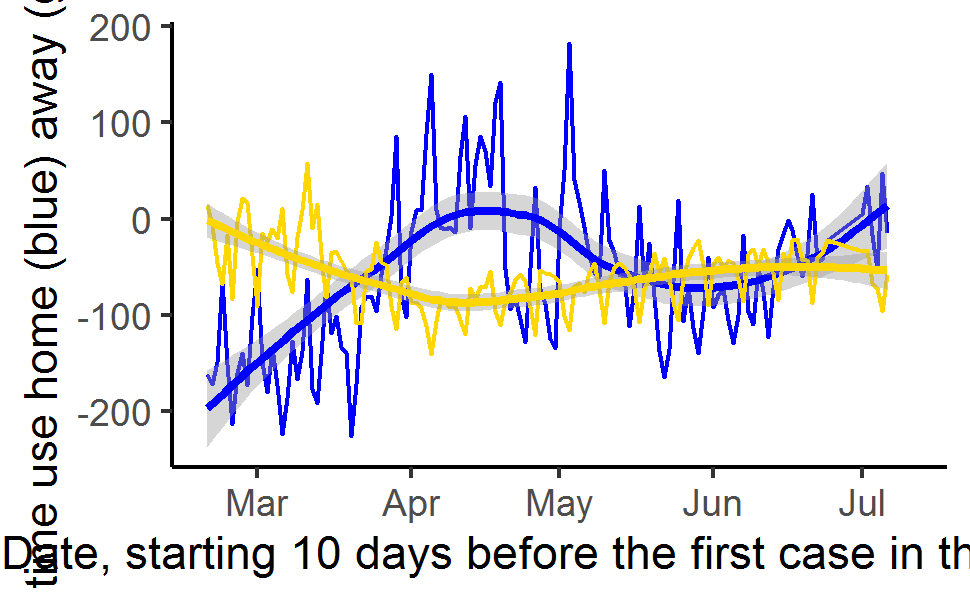 time use home (blue) away (
200
100
0
-100
-200
Mar Apr May Jun Jul
Date, starting 10 days before the first case in th